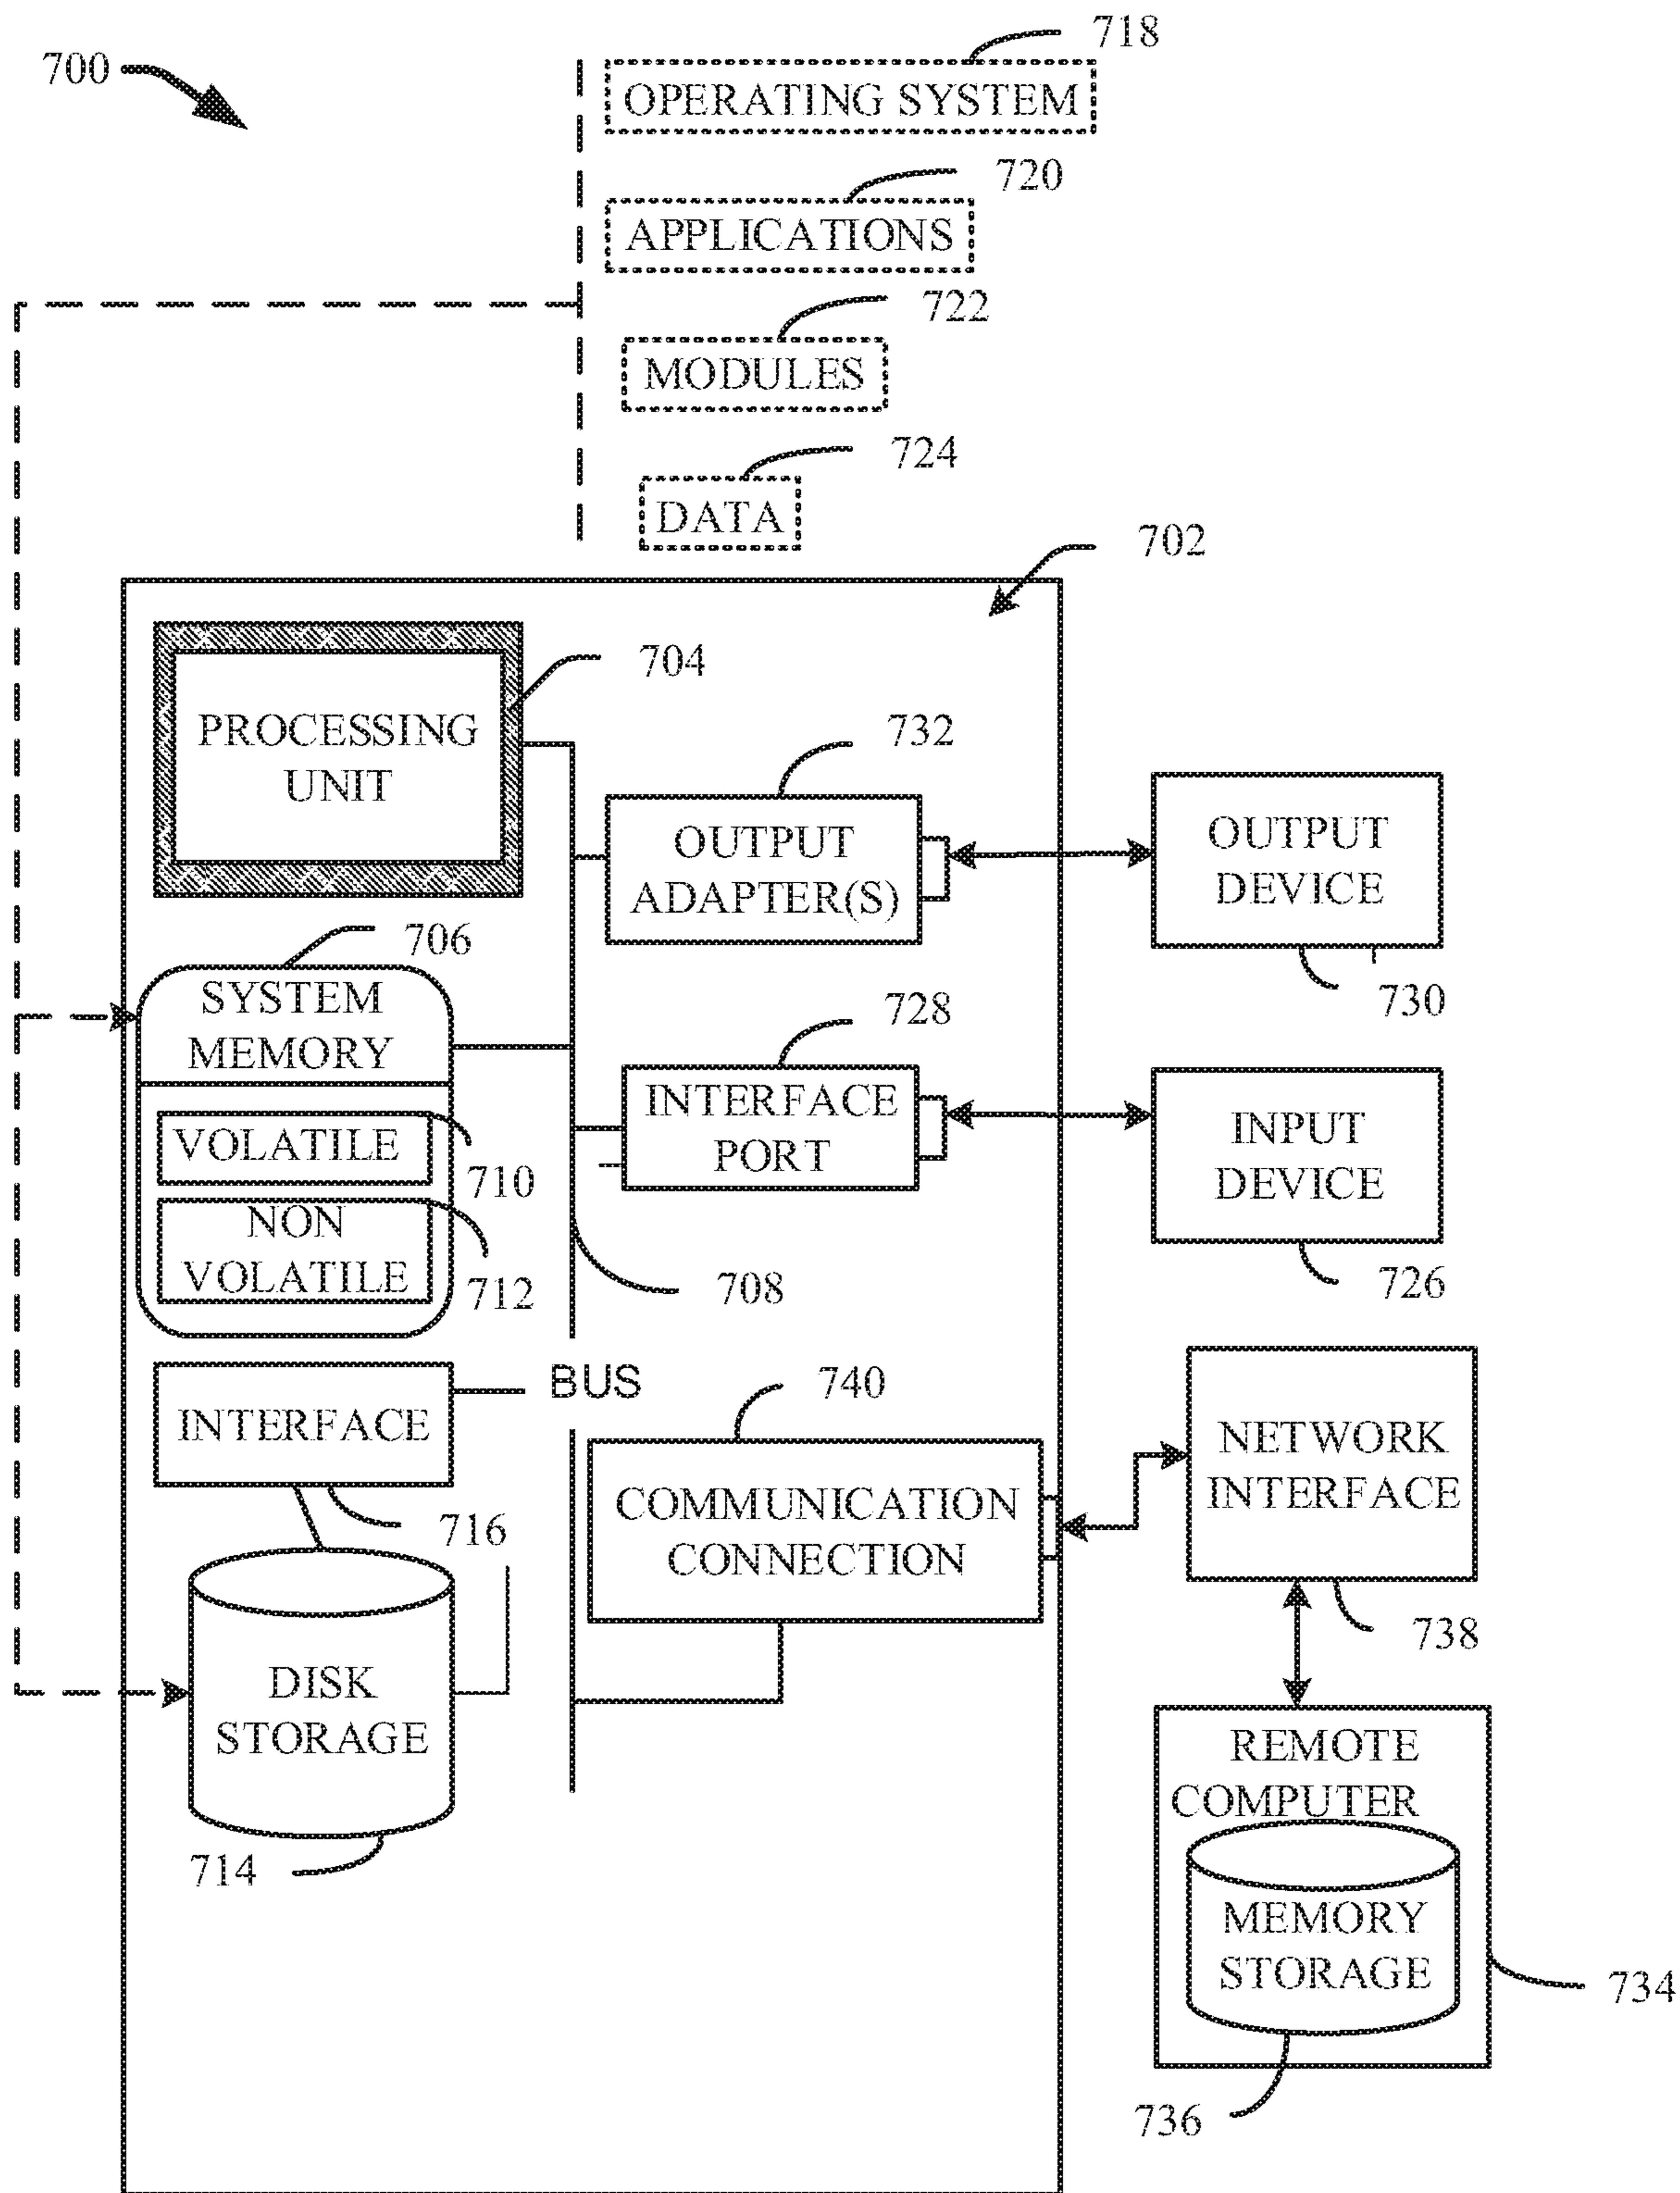 718
700
OPERATING SYSTEM
720
APPLICATIONS
722
MODULES
724
DATA
702
704
PROCESSING
UNIT
732
OUTPUT
ADAPTER(S)
OUTPUT
DEVICE
730
706
SYSTEM
MEMORY
VOLATILE
710
NON
VOLATILE
712
728
INTERFACE
PORT
INPUT
DEVICE
726
708
BUS
INTERFACE
716
740
COMMUNICATION
CONNECTION
NETWORK
INTERFACE
738
DISK
STORAGE
714
REMOTE
COMPUTER
MEMORY
STORAGE
734
736